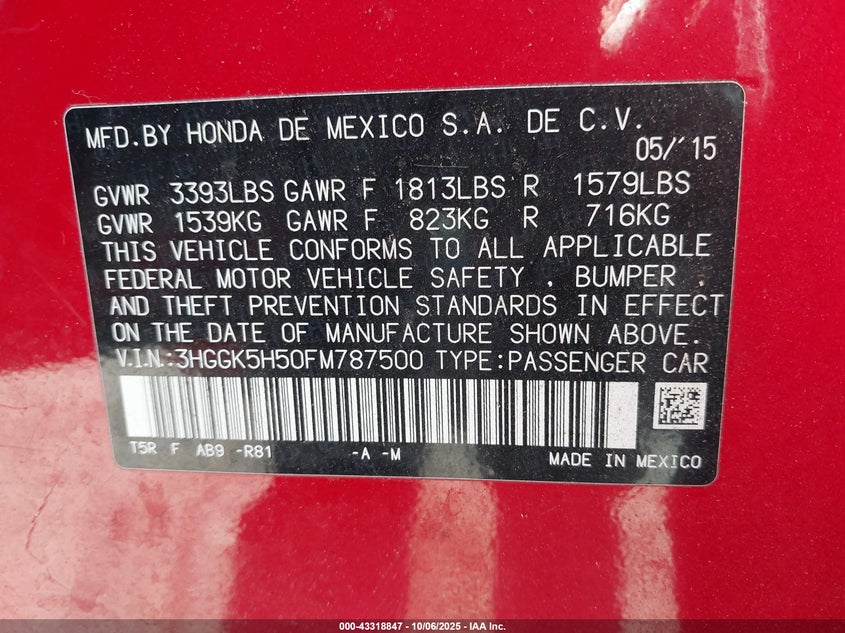 MFD.BY HONDA DE MEXICO S.A. DE C.V.
05/'15
GVWR 3393LBS GAWR F 1813LBS R 1579LBS
GVWR 1539KG GAWR F 823KG R 716KG
THIS VEHICLE CONFORMS TO ALL APPLICABLE
FEDERAL MOTOR VEHICLE SAFETY , BUMPER ,
AND THEFT PREVENTION STANDARDS IN EFFECT
ON THE DATE OF MANUFACTURE SHOWN ABOVE.
V.I.N.:3HGGK5H50FM787500 TYPE:PASSENGER CAR
T5R F AB9 -R81 -A -M
MADE IN MEXICO
000-43318847 - 10/06/2025 - IAA Inc.